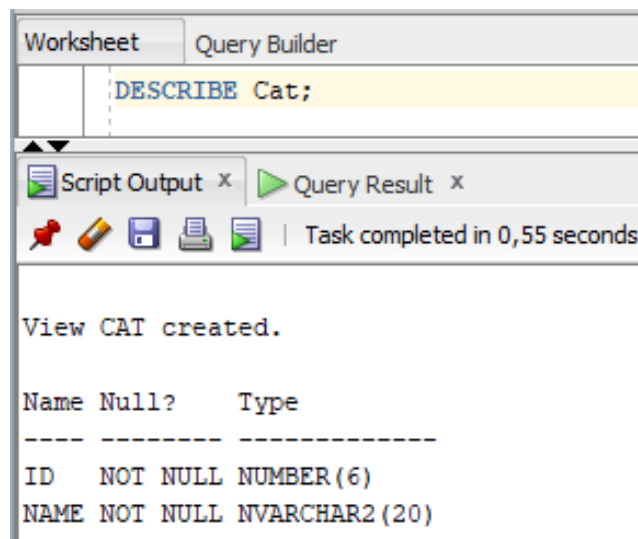 Worksheet Query Builder
DESCRIBE Cat;
Script Output x Query Result x
Task completed in 0,55 seconds
View CAT created.
Name Null? Type
---- -------- -------------
ID NOT NULL NUMBER(6)
NAME NOT NULL NVARCHAR2(20)